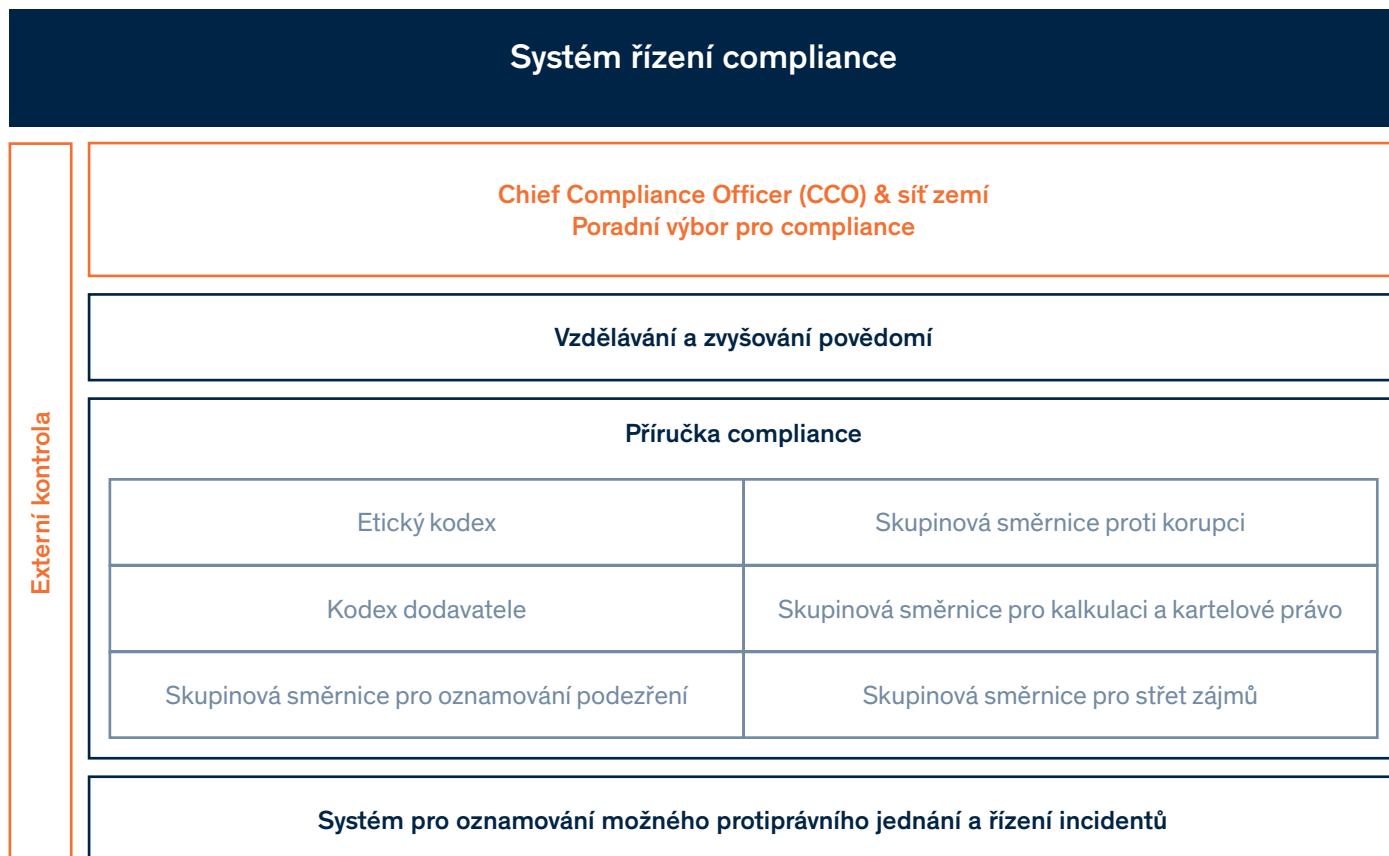 Systém řízení compliance
Externí kontrola
Chief Compliance Officer (CCO) & síť zemí
Poradní výbor pro compliance
Vzdělávání a zvyšování povědomí
Příručka compliance
Etický kodex
Skupinová směrnice proti korupci
Kodex dodavatele
Skupinová směrnice pro kalkulaci a kartelové právo
Skupinová směrnice pro oznamování podezření
Skupinová směrnice pro střet zájmů
Systém pro oznamování možného protiprávního jednání a řízení incidentů